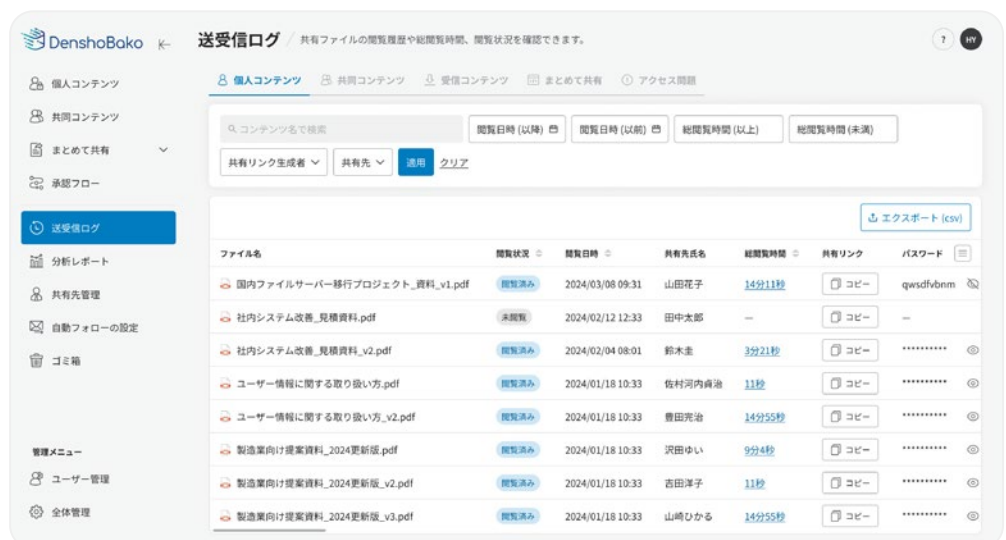 DenshoBako
送受信ログ / 共有ファイルの閲覧履歴や総閲覧時間、閲覧状況を確認できます。
?
HY
個人コンテンツ
共同コンテンツ
まとめて共有
承認フロー
送受信ログ
分析レポート
共有先管理
自動フォローの設定
ゴミ箱
管理メニュー
ユーザー管理
全体管理
個人コンテンツ 共同コンテンツ 受信コンテンツ まとめて共有 アクセス問題
コンテンツ名で検索 閲覧日時 (以降) 閲覧日時 (以前) 総閲覧時間 (以上) 総閲覧時間 (未満)
共有リンク生成者 共有先 適用 クリア
エクスポート (csv)
ファイル名 閲覧状況 閲覧日時 共有先氏名 総閲覧時間 共有リンク パスワード
国内ファイルサーバー移行プロジェクト_資料_v1.pdf 閲覧済み 2024/03/08 09:31 山田花子 14分11秒 コピー qwsdfvbnm
社内システム改善_見積資料.pdf 未閲覧 2024/02/12 12:33 田中太郎 — コピー —
社内システム改善_見積資料_v2.pdf 閲覧済み 2024/02/04 08:01 鈴木圭 3分21秒 コピー **********
ユーザー情報に関する取り扱い方.pdf 閲覧済み 2024/01/18 10:33 佐村河内貞治 11秒 コピー **********
ユーザー情報に関する取り扱い方_v2.pdf 閲覧済み 2024/01/18 10:33 豊田完治 14分55秒 コピー **********
製造業向け提案資料_2024更新版.pdf 閲覧済み 2024/01/18 10:33 沢田ゆい 9分4秒 コピー **********
製造業向け提案資料_2024更新版_v2.pdf 閲覧済み 2024/01/18 10:33 吉田洋子 11秒 コピー **********
製造業向け提案資料_2024更新版_v3.pdf 閲覧済み 2024/01/18 10:33 山崎ひかる 14分55秒 コピー **********